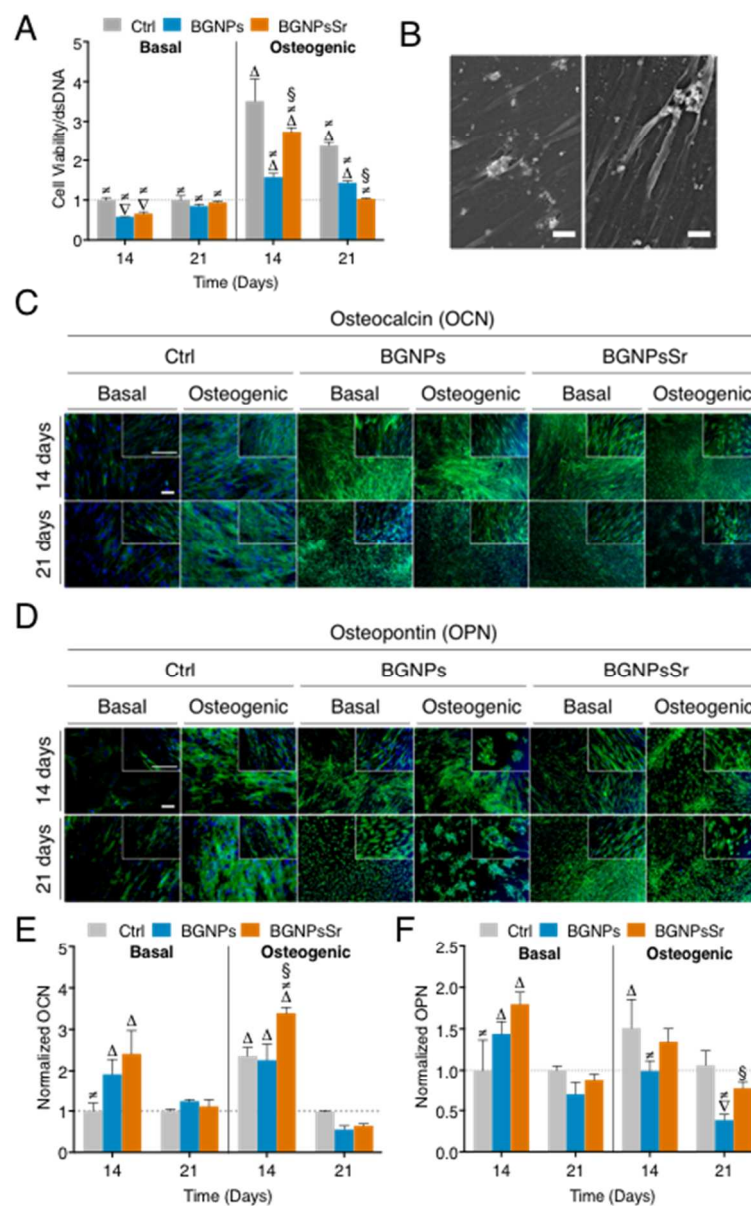 A
Ctrl BGNPs BGNPsSr
Basal Osteogenic
Cell Viability/dsDNA
5
4
3
2
1
0
Δ
§
≠
Δ
≠
Δ
≠
Δ
≠
Δ
§
≠
≠ ≠ ≠ ≠ ≠ ≠
∇ ∇
14 21 14 21
Time (Days)
B
C
Osteocalcin (OCN)
Ctrl BGNPs BGNPsSr
Basal Osteogenic Basal Osteogenic Basal Osteogenic
14 days
21 days
D
Osteopontin (OPN)
Ctrl BGNPs BGNPsSr
Basal Osteogenic Basal Osteogenic Basal Osteogenic
14 days
21 days
E
Ctrl BGNPs BGNPsSr
Basal Osteogenic
Normalized OCN
5
4
3
2
1
0
≠ Δ Δ Δ Δ
§
≠
Δ
14 21 14 21
Time (Days)
F
Ctrl BGNPs BGNPsSr
Basal Osteogenic
Normalized OPN
2.5
2.0
1.5
1.0
0.5
0.0
≠ Δ Δ Δ ≠
≠
∇
§
14 21 14 21
Time (Days)